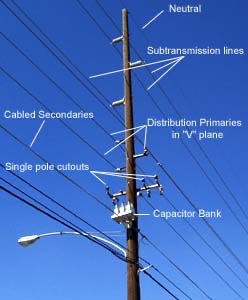 Neutral
Subtransmission lines
Cabled Secondaries
Distribution Primaries
in "V" plane
Single pole cutouts
Capacitor Bank